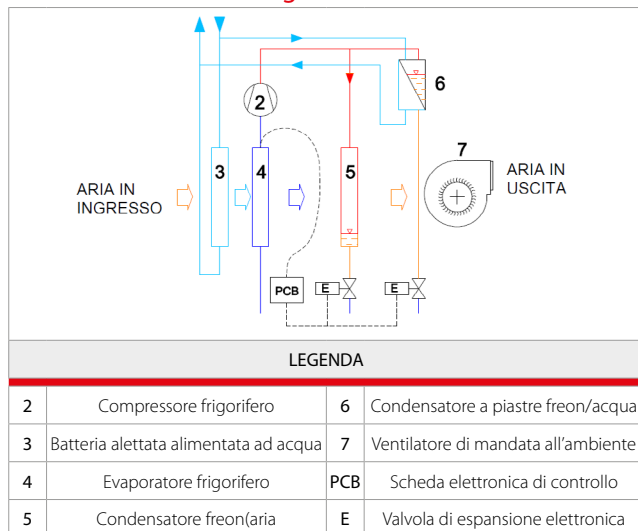 2
6
3
4
5
7
ARIA IN
INGRESSO
ARIA IN
USCITA
PCB
E
E
LEGENDA
2 Compressore frigorifero 6 Condensatore a piastre freon/acqua
3 Batteria alettata alimentata ad acqua 7 Ventilatore di mandata all'ambiente
4 Evaporatore frigorifero PCB Scheda elettronica di controllo
5 Condensatore freon(aria E Valvola di espansione elettronica